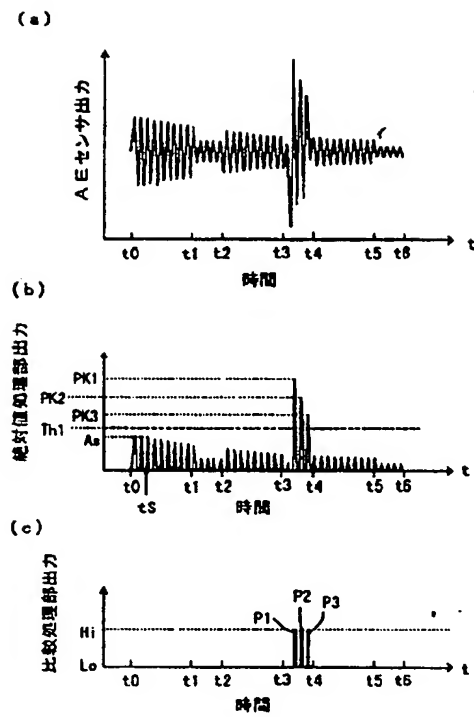 (a)
AEセンサ出力
t0 t1 t2 t3 t4 t5 t6 t
時間
(b)
絶対値処理部出力
PK1
PK2
PK3
Th1
As
t0 tS t1 t2 t3 t4 t5 t6 t
時間
(c)
比較処理部出力
P1 P2 P3
Hi
Lo
t0 t1 t2 t3 t4 t5 t6 t
時間